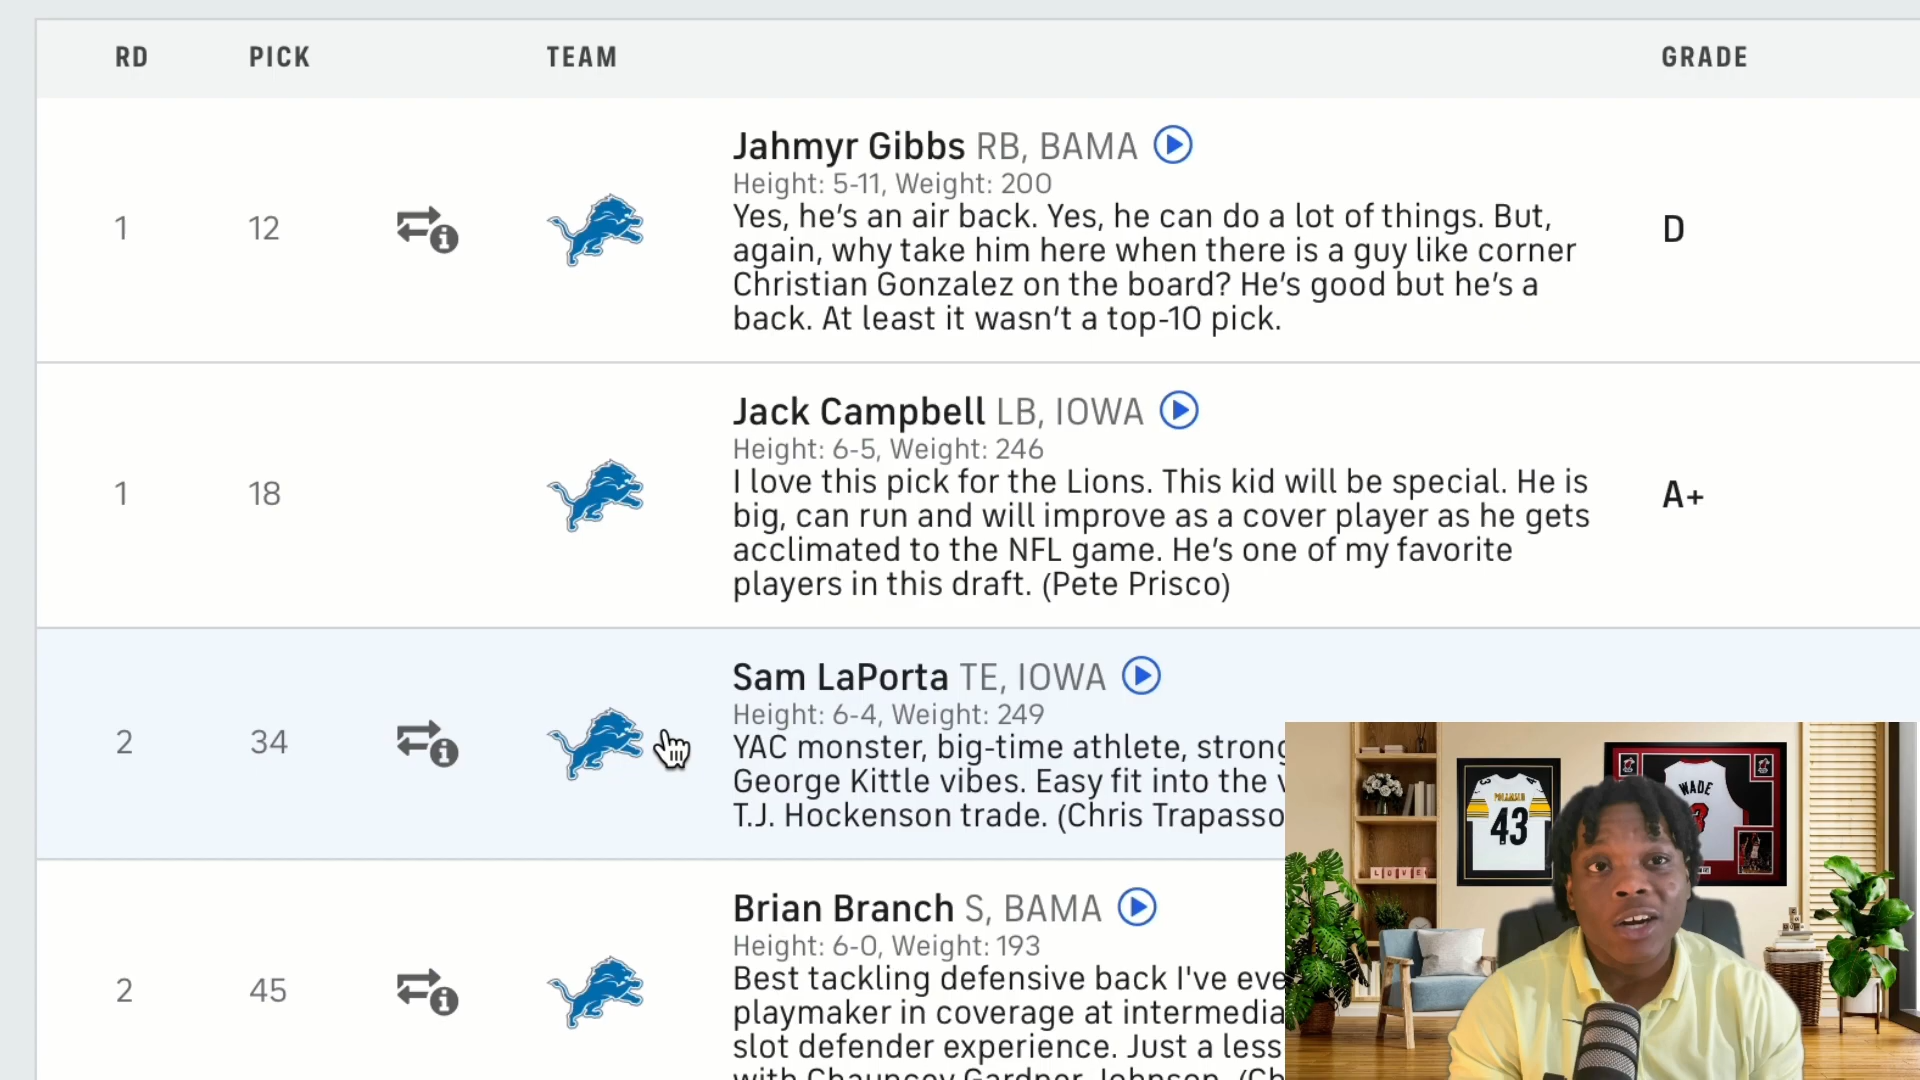 RD PICK TEAM GRADE
1 12 Jahmyr Gibbs RB, BAMA D
Height: 5-11, Weight: 200
Yes, he's an air back. Yes, he can do a lot of things. But,
again, why take him here when there is a guy like corner
Christian Gonzalez on the board? He's good but he's a
back. At least it wasn't a top-10 pick.
1 18 Jack Campbell LB, IOWA A+
Height: 6-5, Weight: 246
I love this pick for the Lions. This kid will be special. He is
big, can run and will improve as a cover player as he gets
acclimated to the NFL game. He's one of my favorite
players in this draft. (Pete Prisco)
2 34 Sam LaPorta TE, IOWA
Height: 6-4, Weight: 249
YAC monster, big-time athlete, strong
George Kittle vibes. Easy fit into the
T.J. Hockenson trade. (Chris Trapasso
2 45 Brian Branch S, BAMA
Height: 6-0, Weight: 193
Best tackling defensive back I've eve
playmaker in coverage at intermedia
slot defender experience. Just a less
with Chauncey Gardner Johnson. (Ch
POLAMALU
43
WADE
3
LOVE